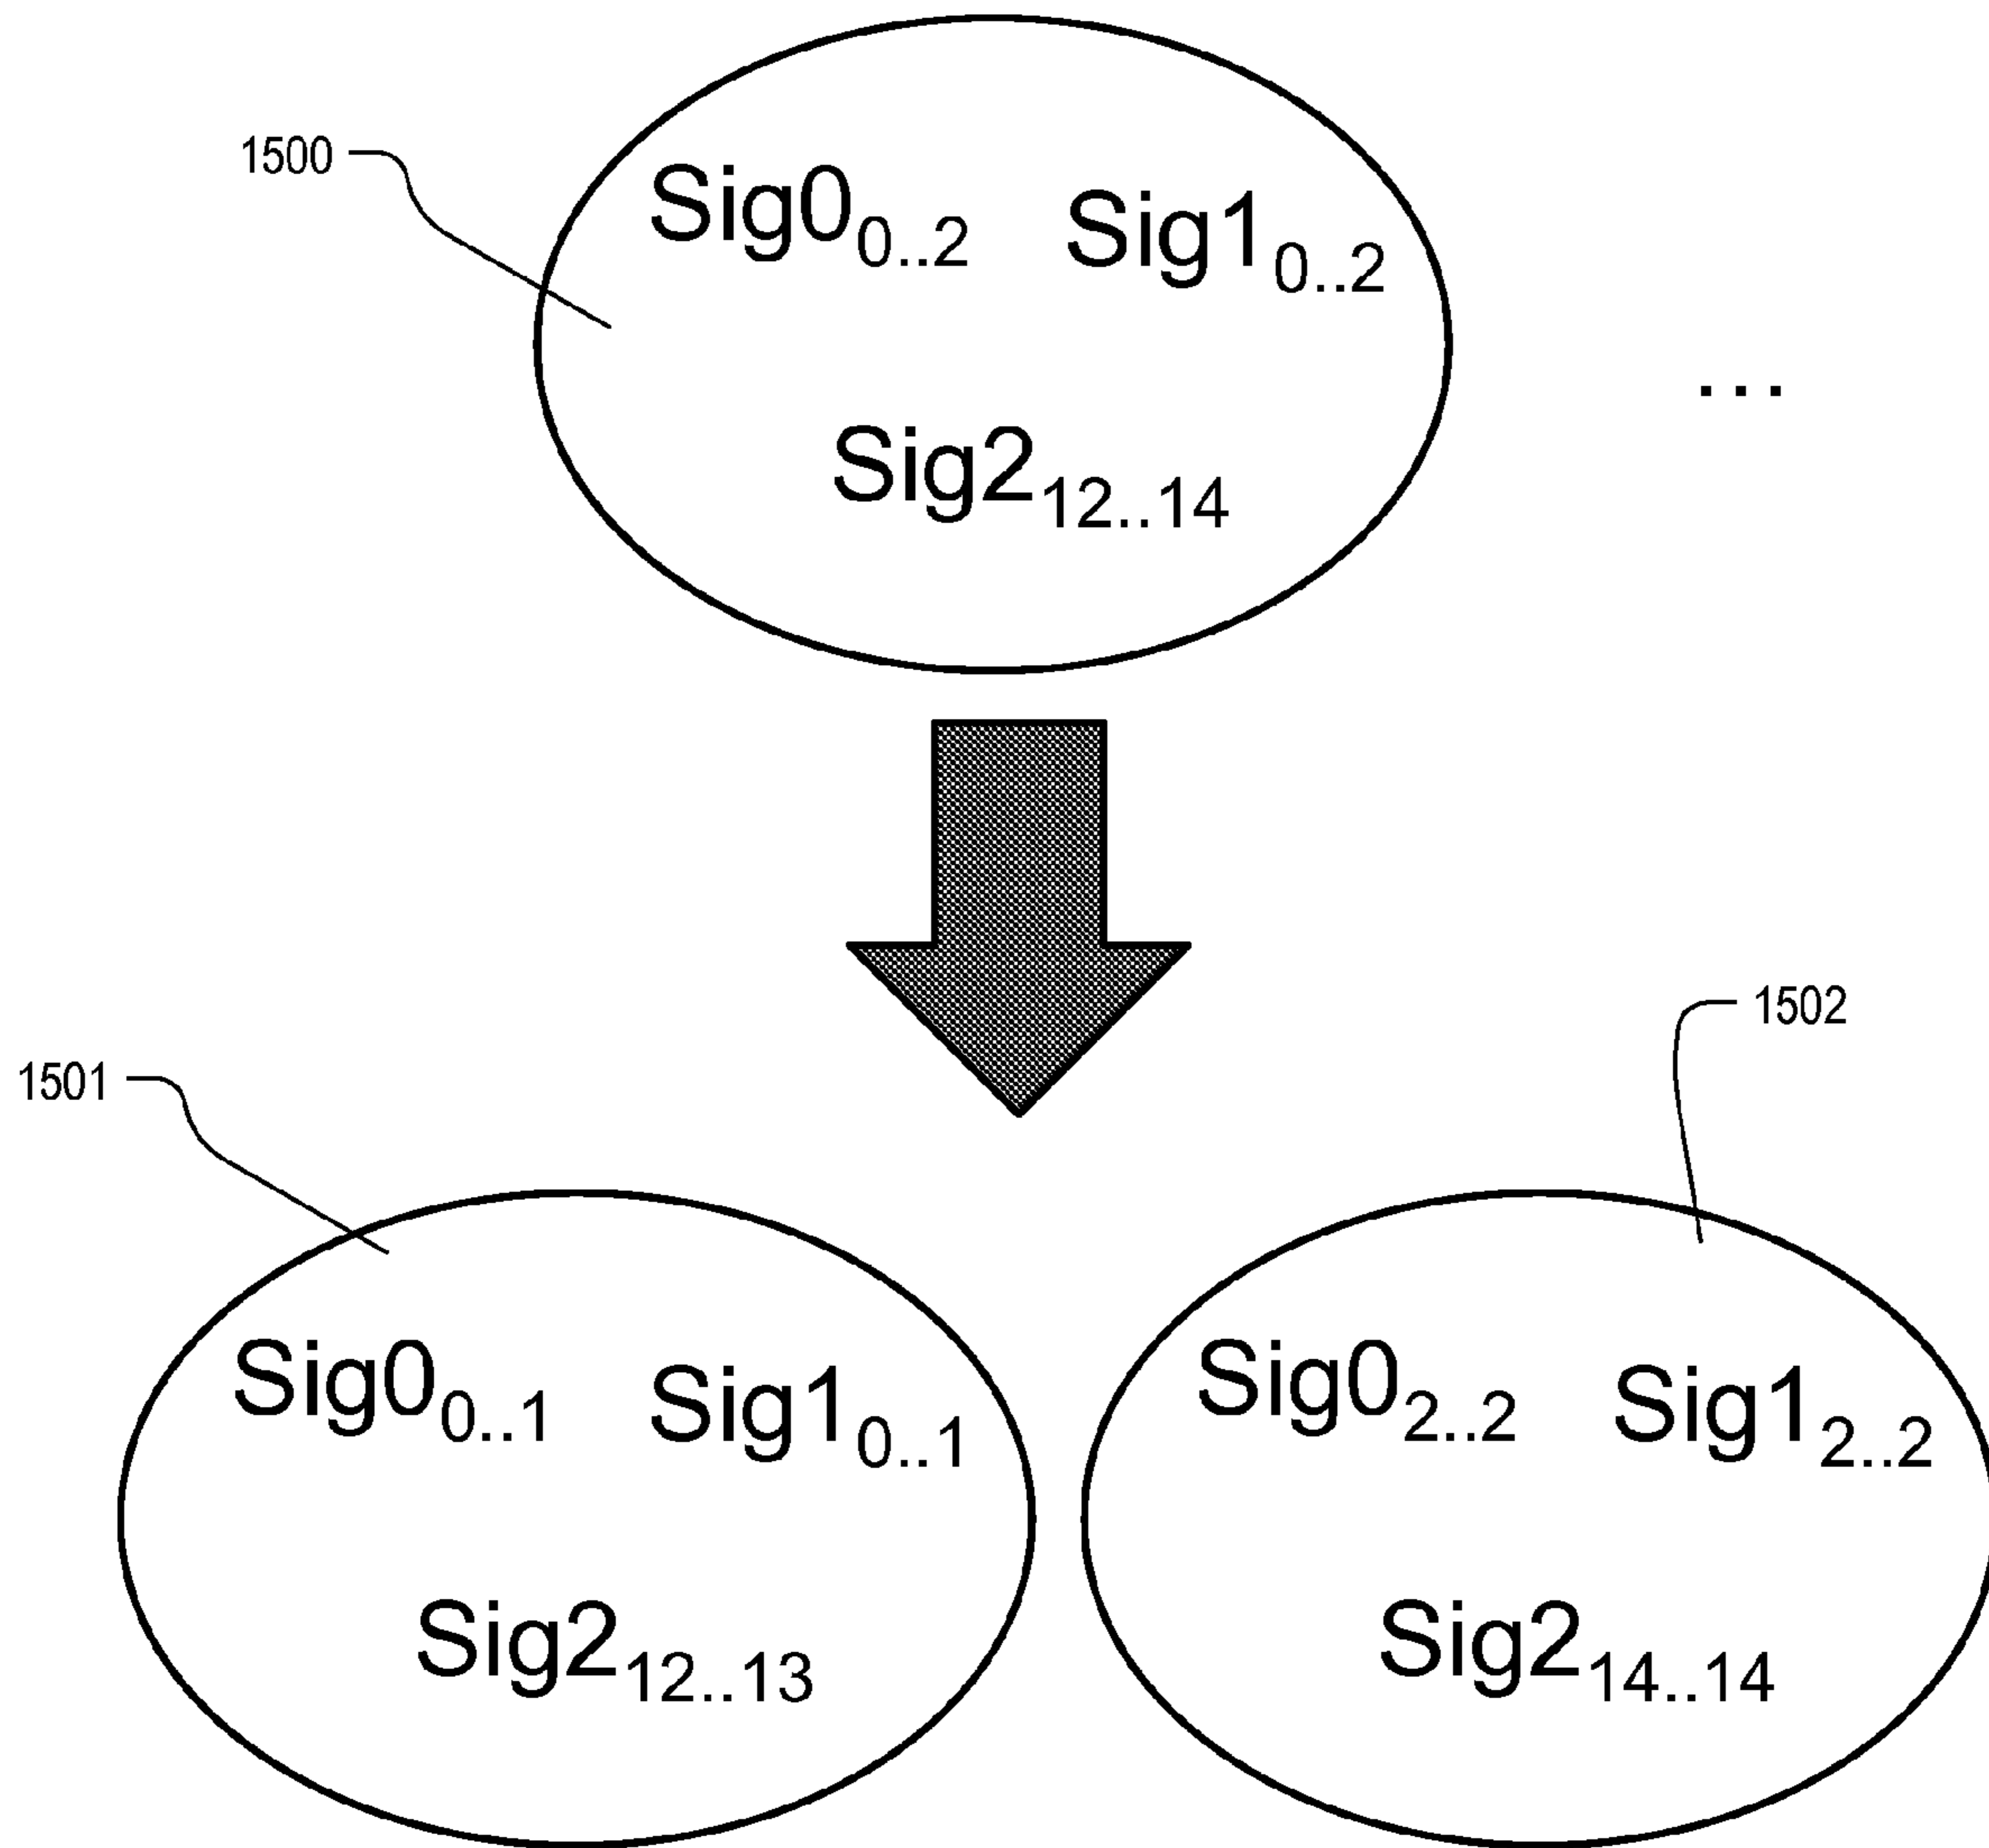 1500
Sig0₀..₂ Sig1₀..₂
...
Sig2₁₂..₁₄
1502
1501
Sig0₀..₁ Sig1₀..₁ Sig0₂..₂ Sig1₂..₂
Sig2₁₂..₁₃ Sig2₁₄..₁₄